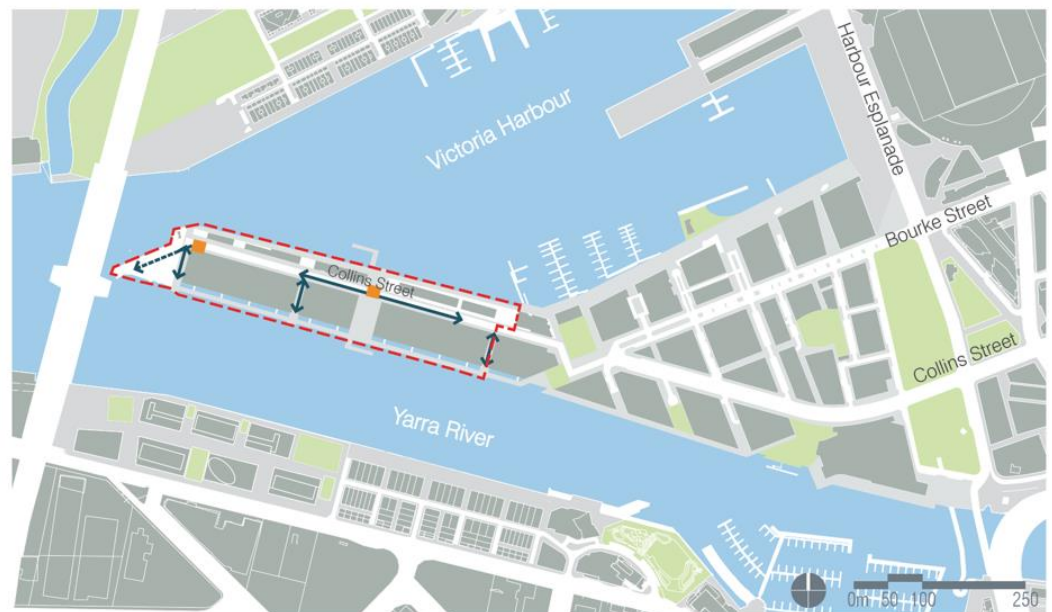 Victoria Harbour
Harbour Esplanade
Bourke Street
Collins Street
Collins Street
Yarra River
0m 50 100 250